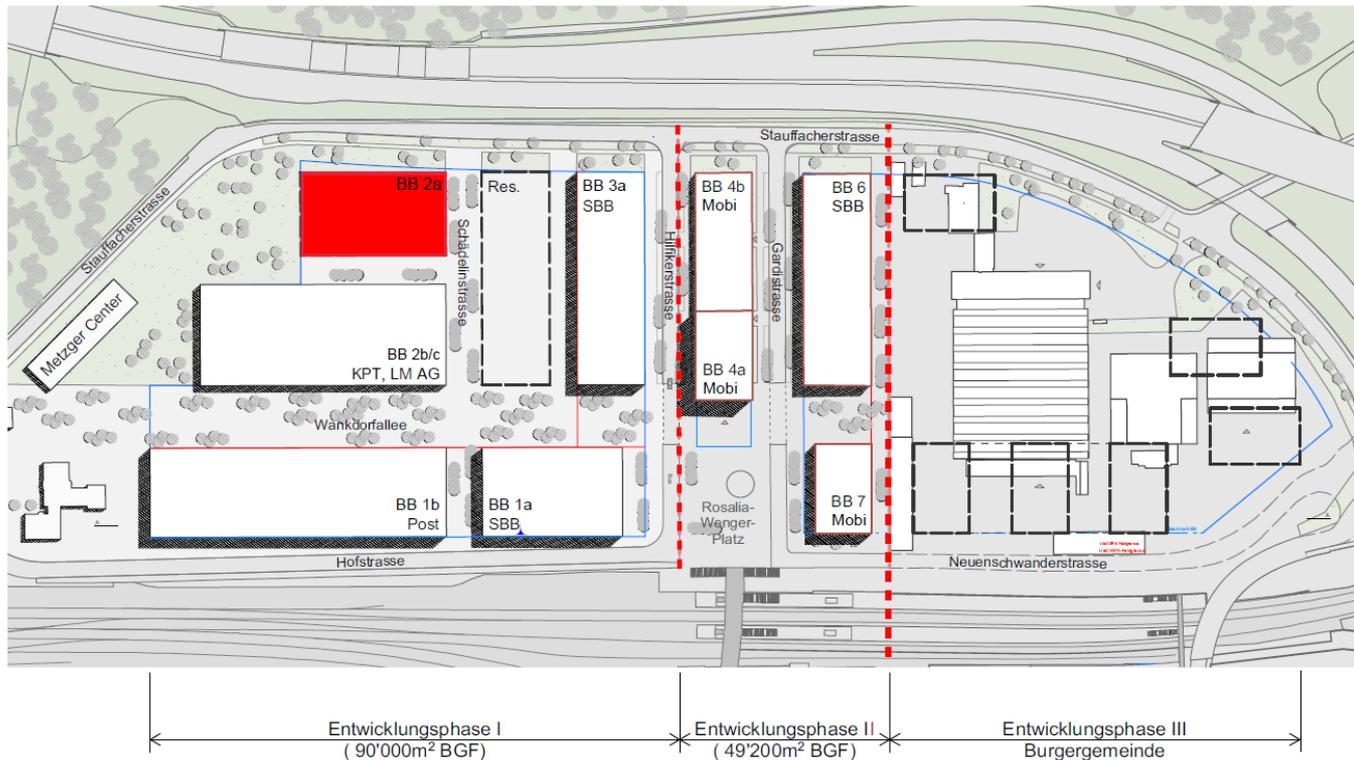 Stauffacherstrasse
BB 2a
Res.
BB 3a
SBB
BB 4b
Mobi
BB 6
SBB
Stauffacherstrasse
Schädelinstrasse
Hilfikerstrasse
Gardistrasse
Metzger Center
BB 2b/c
KPT, LM AG
BB 4a
Mobi
Wankdorfallee
BB 1b
Post
BB 1a
SBB
Rosalia-
Wenger-
Platz
BB 7
Mobi
Hofstrasse
Neuenschwanderstrasse
Entwicklungsphase I
( 90'000m² BGF)
Entwicklungsphase II
( 49'200m² BGF)
Entwicklungsphase III
Burgergemeinde